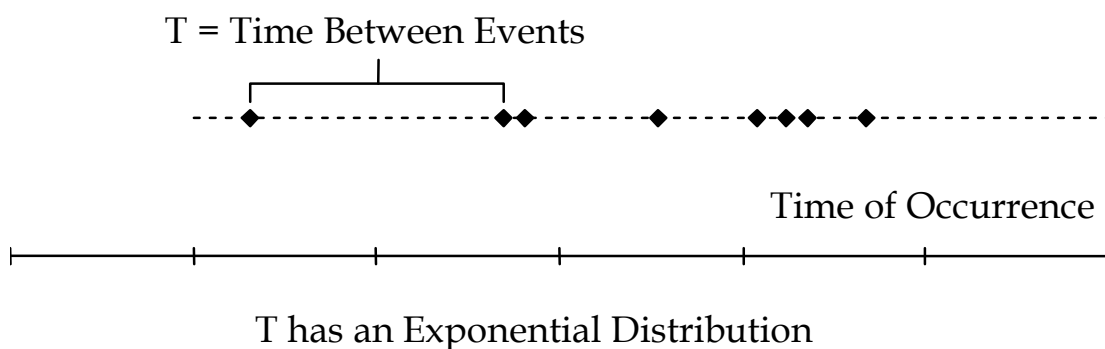 T = Time Between Events
Time of Occurrence
T has an Exponential Distribution